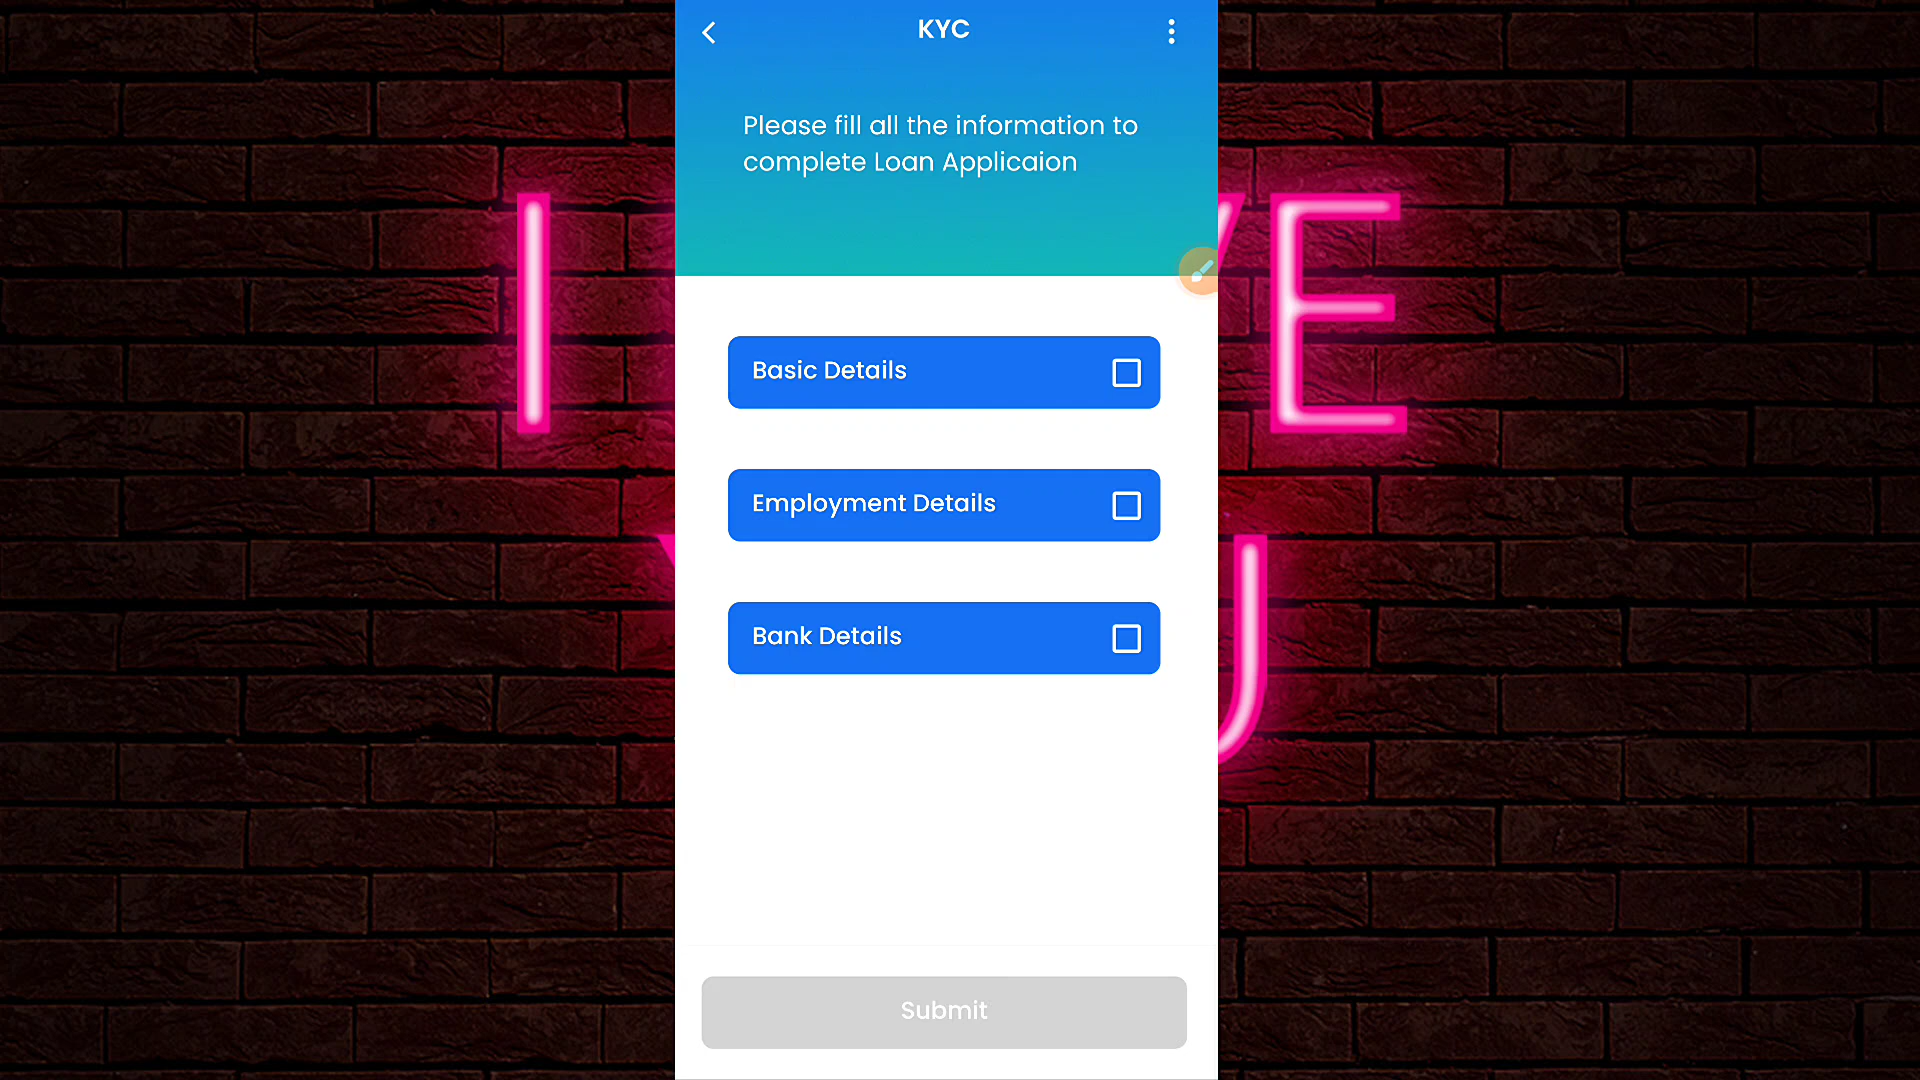 KYC
Please fill all the information to
complete Loan Applicaion
Basic Details
Employment Details
Bank Details
Submit
I
E